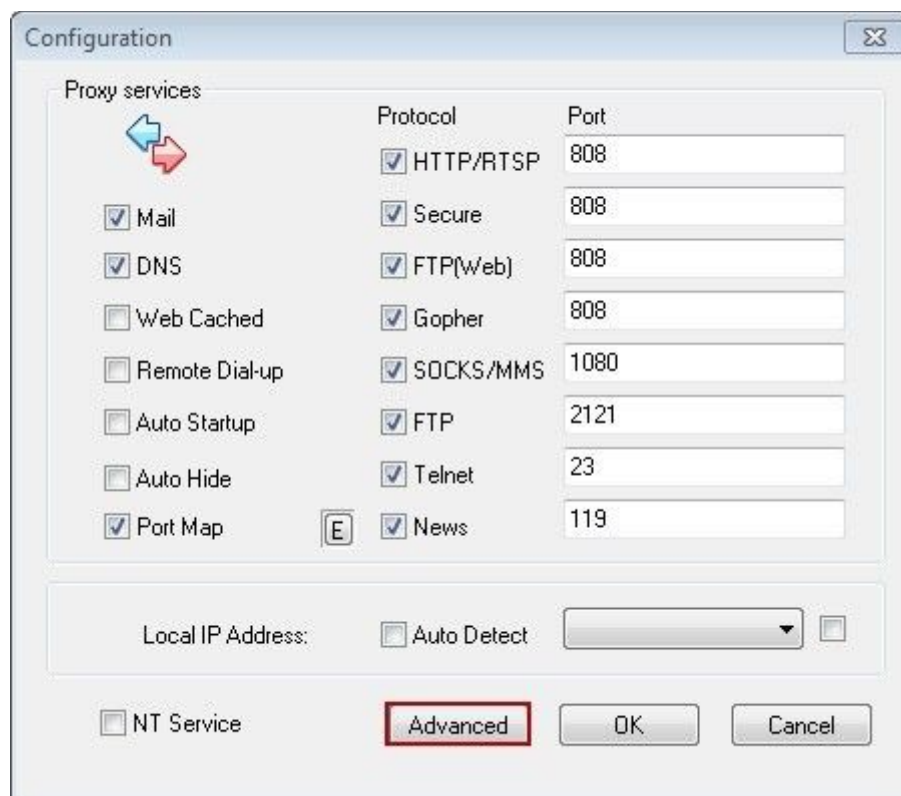 Configuration
Proxy services
Protocol Port
HTTP/RTSP 808
Mail Secure 808
DNS FTP(Web) 808
Web Cached Gopher 808
Remote Dial-up SOCKS/MMS 1080
Auto Startup FTP 2121
Auto Hide Telnet 23
Port Map E News 119
Local IP Address: Auto Detect
NT Service Advanced OK Cancel